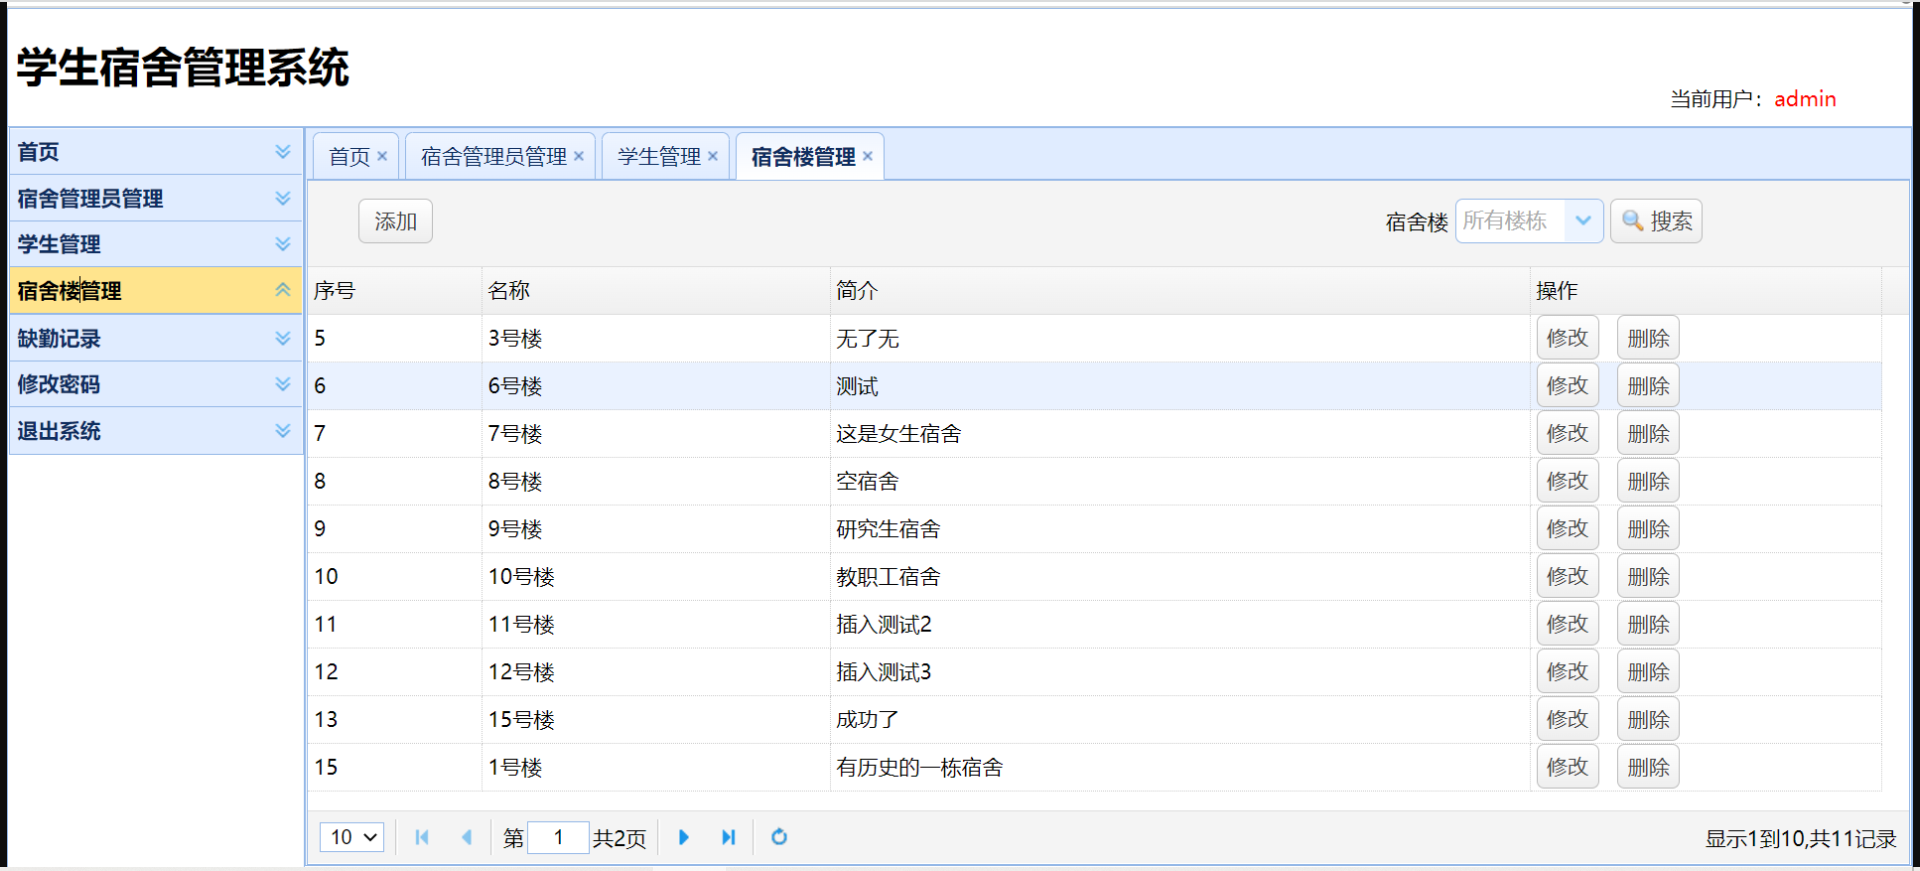 学生宿舍管理系统
当前用户： admin
首页
宿舍管理员管理
学生管理
宿舍楼管理
缺勤记录
修改密码
退出系统
首页 × 宿舍管理员管理 × 学生管理 × 宿舍楼管理 ×
添加 宿舍楼 所有楼栋 搜索
序号 名称 简介 操作
5 3号楼 无了无 修改 删除
6 6号楼 测试 修改 删除
7 7号楼 这是女生宿舍 修改 删除
8 8号楼 空宿舍 修改 删除
9 9号楼 研究生宿舍 修改 删除
10 10号楼 教职工宿舍 修改 删除
11 11号楼 插入测试2 修改 删除
12 12号楼 插入测试3 修改 删除
13 15号楼 成功了 修改 删除
15 1号楼 有历史的一栋宿舍 修改 删除
10 第 1 共2页 显示1到10,共11记录